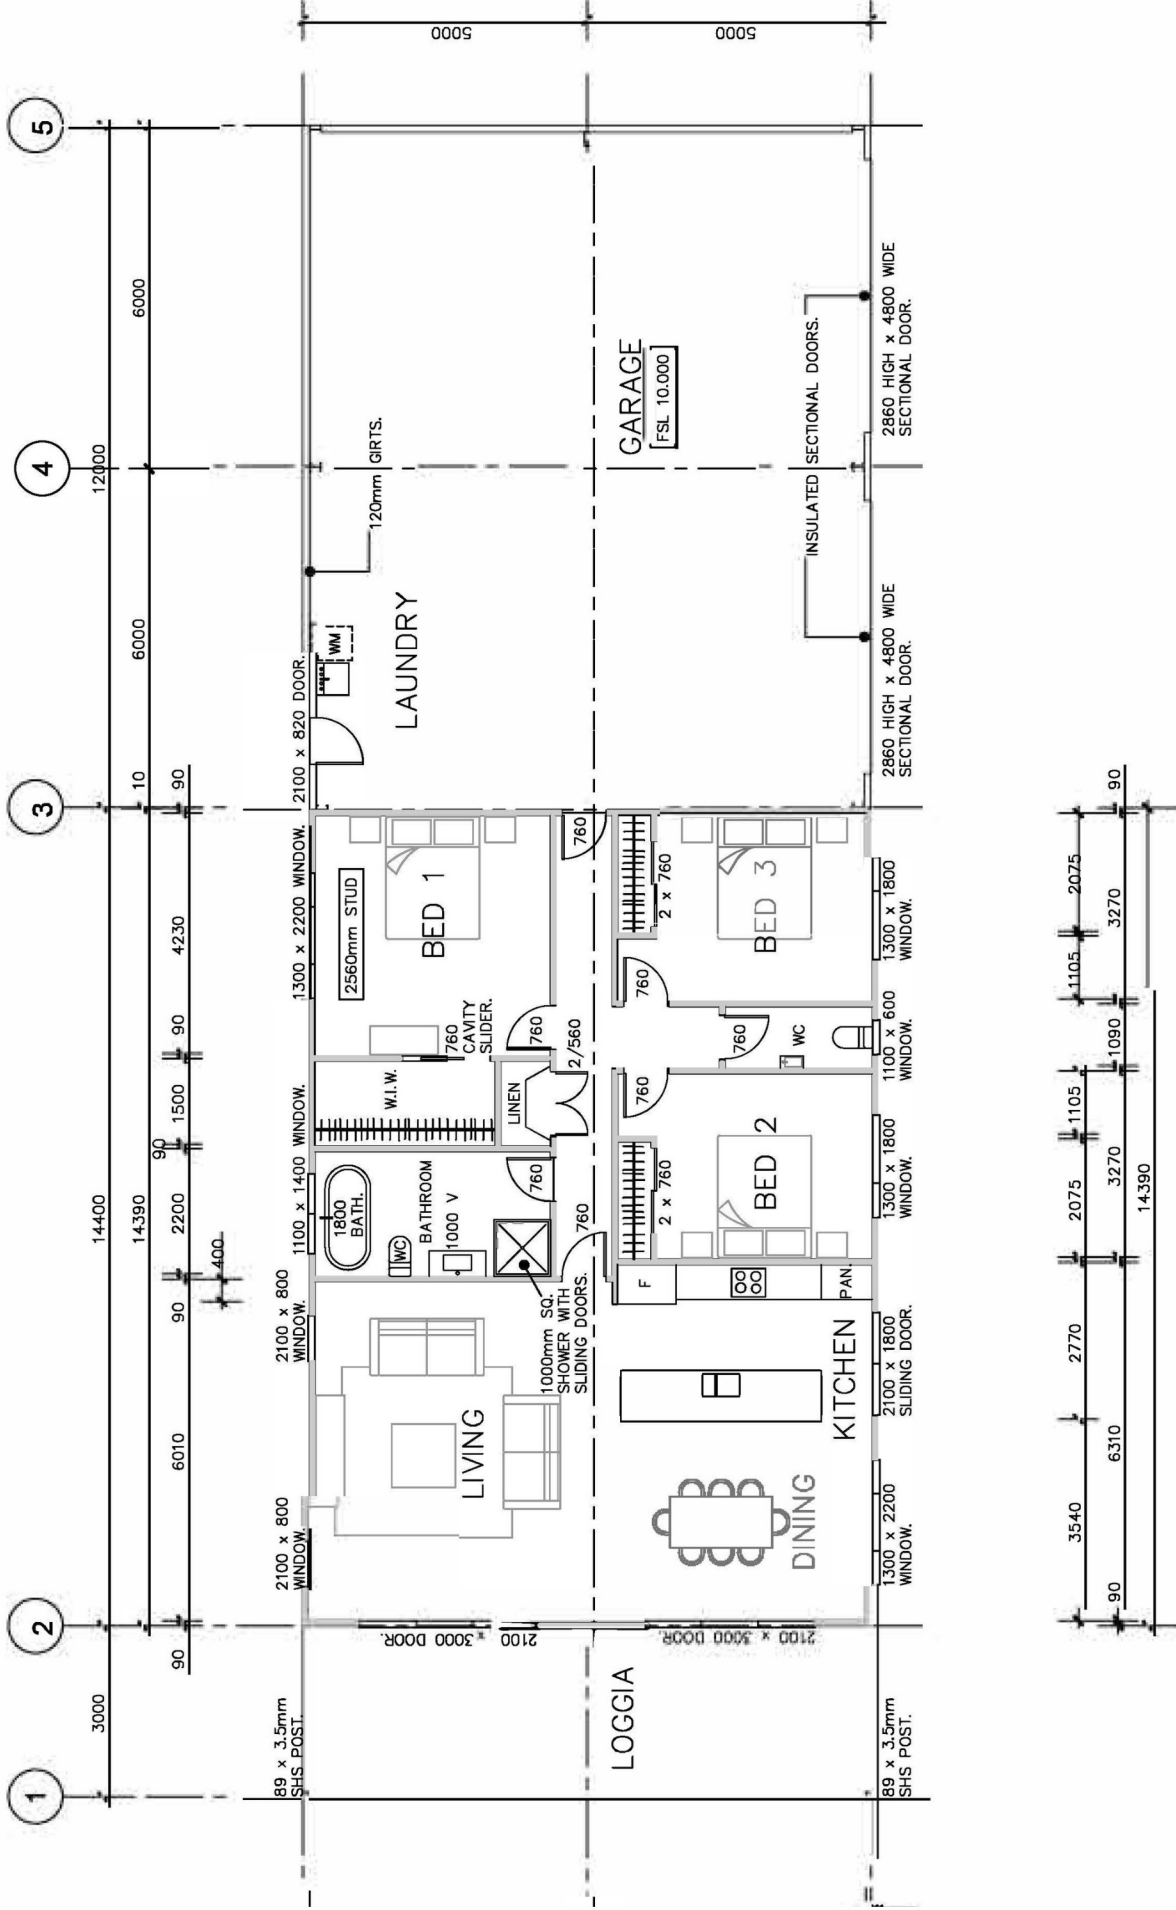 1
2
3
4
5
3000
14400
12000
14390
10
6000
6000
90
6010
90
2200
90
1500
90
4230
90
400
89 x 3.5mm
SHS POST.
2100 x 800
WINDOW.
2100 x 800
WINDOW.
1100 x 1400 WINDOW.
1300 x 2200 WINDOW.
2100 x 820 DOOR.
120mm GIRTS.
5000
5000
LOGGIA
2100
x 3000 DOOR.
2100 x 3000 DOOR.
LIVING
DINING
KITCHEN
1000mm SQ.
SHOWER WITH
SLIDING DOORS.
1800
BATH.
WC
BATHROOM
1000 V
760
760
W.I.W.
LINEN
2/560
760
CAVITY
SLIDER.
760
2560mm STUD
BED 1
760
F
PAN.
2 x 760
BED 2
760
760
WC
760
2 x 760
BED 3
WM
LAUNDRY
GARAGE
FSL 10.000
INSULATED SECTIONAL DOORS.
89 x 3.5mm
SHS POST.
1300 x 2200
WINDOW.
2100 x 1800
SLIDING DOOR.
1300 x 1800
WINDOW.
1100 x 600
WINDOW.
1300 x 1800
WINDOW.
2860 HIGH x 4800 WIDE
SECTIONAL DOOR.
2860 HIGH x 4800 WIDE
SECTIONAL DOOR.
3540
2770
2075
1105
1105
2075
90
6310
3270
1090
3270
90
14390